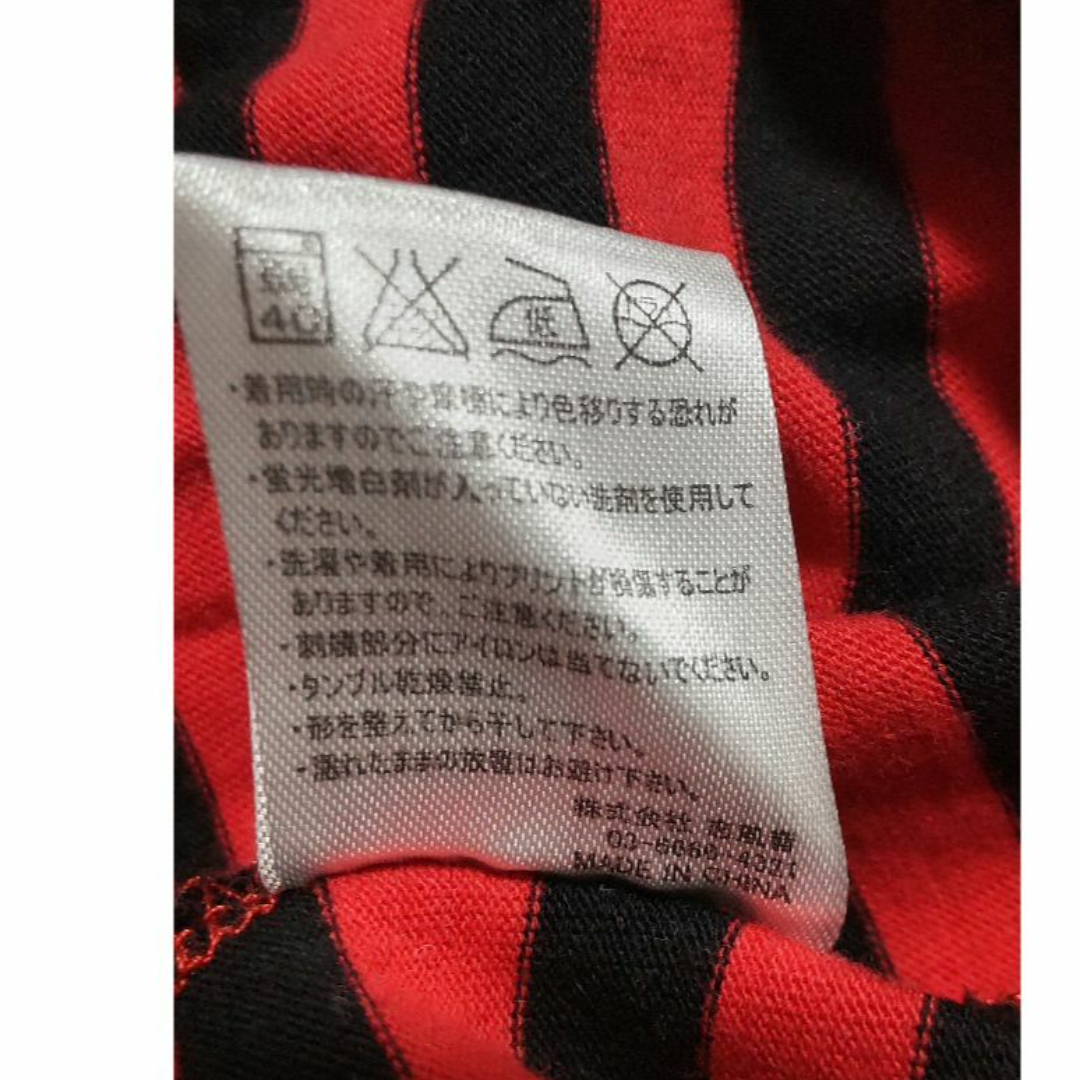 弱
40
低
・着用時の汗や摩擦により色移りする恐れが
ありますのでご注意ください。
・蛍光増白剤が入っていない洗剤を使用して
ください。
・洗濯や着用によりプリントが損傷することが
ありますので、ご注意ください。
・刺繍部分にアイロンは当てないでください。
・タンブル乾燥禁止。
・形を整えてから干して下さい。
・濡れたままの放置はお避け下さい。
株式会社
MADE IN CHINA